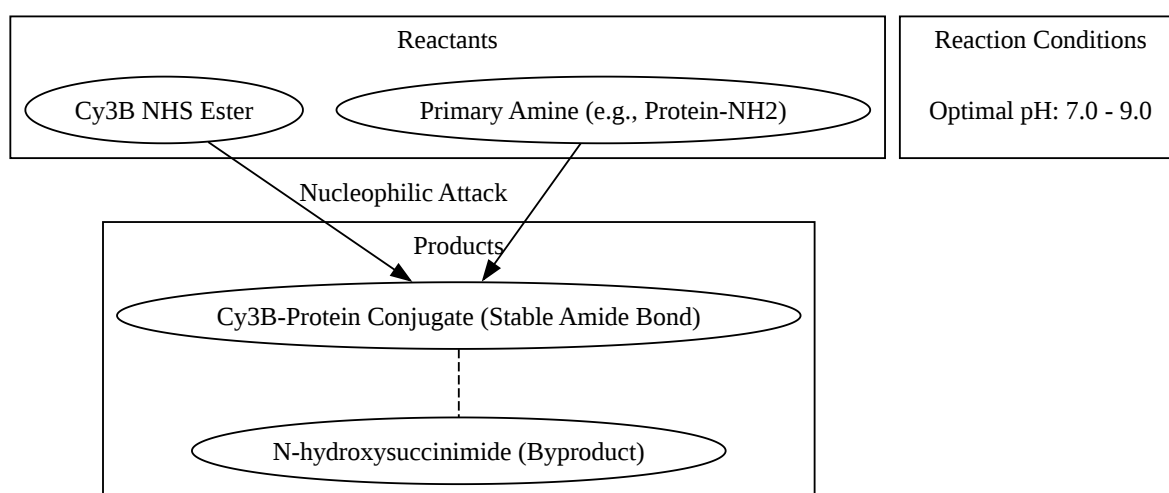 Reactants
Reaction Conditions
Cy3B NHS Ester
Primary Amine (e.g., Protein-NH2)
Optimal pH: 7.0 - 9.0
Nucleophilic Attack
Products
Cy3B-Protein Conjugate (Stable Amide Bond)
N-hydroxysuccinimide (Byproduct)